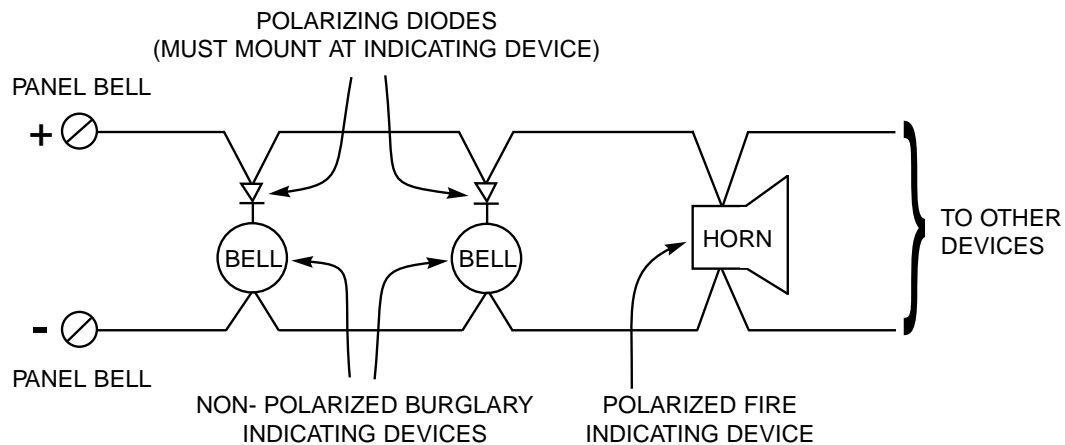 POLARIZING DIODES
(MUST MOUNT AT INDICATING DEVICE)
PANEL BELL
+
BELL
BELL
HORN
TO OTHER
DEVICES
-
PANEL BELL
NON- POLARIZED BURGLARY
INDICATING DEVICES
POLARIZED FIRE
INDICATING DEVICE